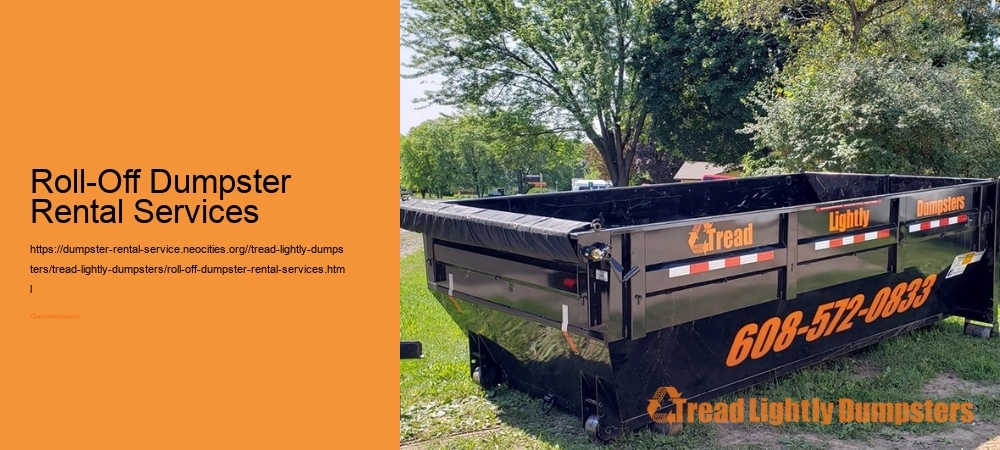 Roll-Off Dumpster
Rental Services
https://dumpster-rental-service.neocities.org//tread-lightly-dumps
ters/tread-lightly-dumpsters/roll-off-dumpster-rental-services.htm
l
Tread
Lightly
Dumpsters
608-572-0833
Tread Lightly Dumpsters